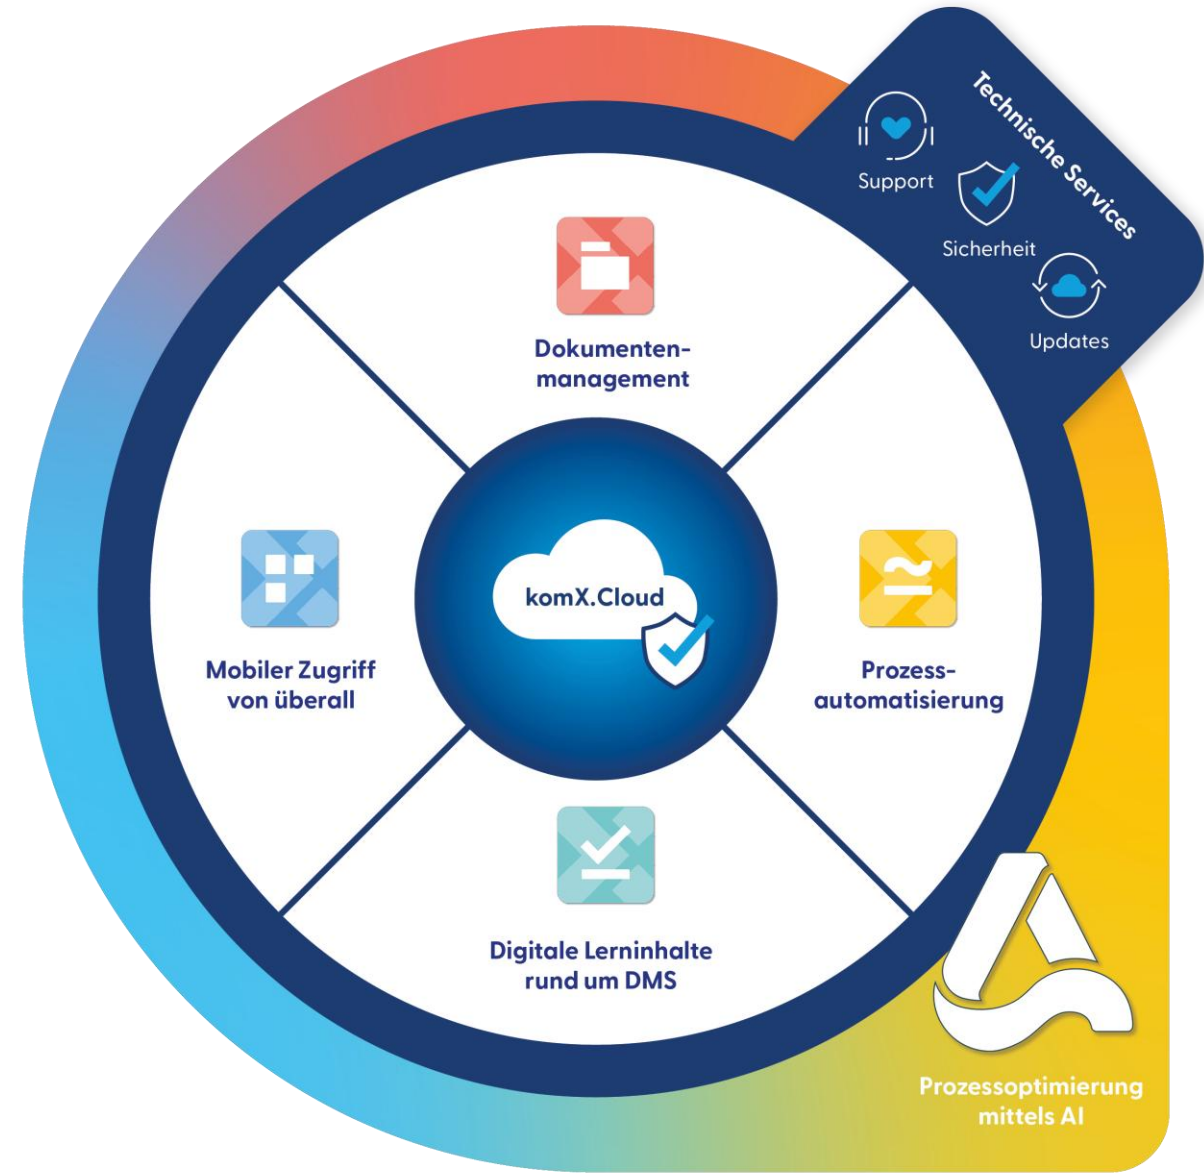 Technische Services
Support
Sicherheit
Updates
Dokumenten-
management
komX.Cloud
Mobiler Zugriff
von überall
Prozess-
automatisierung
Digitale Lerninhalte
rund um DMS
Prozessoptimierung
mittels AI